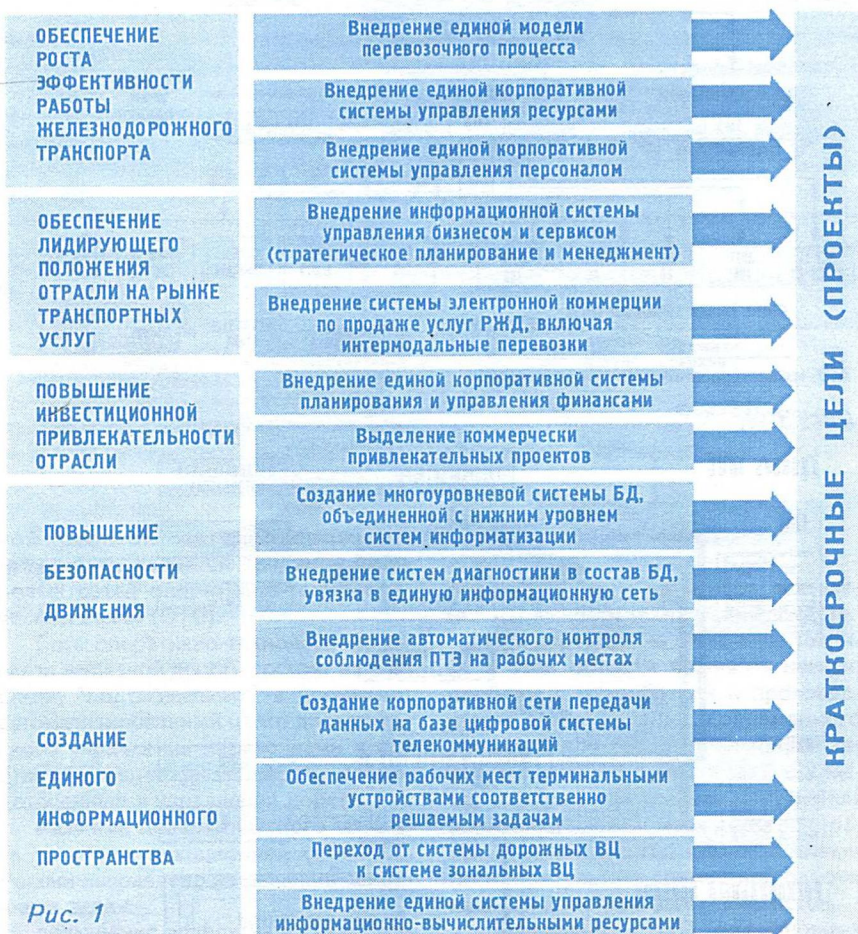 ОБЕСПЕЧЕНИЕ
РОСТА
ЭФФЕКТИВНОСТИ
РАБОТЫ
ЖЕЛЕЗНОДОРОЖНОГО
ТРАНСПОРТА
Внедрение единой модели
перевозочного процесса
Внедрение единой корпоративной
системы управления ресурсами
Внедрение единой корпоративной
системы управления персоналом
ОБЕСПЕЧЕНИЕ
ЛИДИРУЮЩЕГО
ПОЛОЖЕНИЯ
ОТРАСЛИ НА РЫНКЕ
ТРАНСПОРТНЫХ
УСЛУГ
Внедрение информационной системы
управления бизнесом и сервисом
(стратегическое планирование и менеджмент)
Внедрение системы электронной коммерции
по продаже услуг РЖД, включая
интермодальные перевозки
ПОВЫШЕНИЕ
ИНВЕСТИЦИОННОЙ
ПРИВЛЕКАТЕЛЬНОСТИ
ОТРАСЛИ
Внедрение единой корпоративной системы
планирования и управления финансами
Выделение коммерчески
привлекательных проектов
ПОВЫШЕНИЕ
БЕЗОПАСНОСТИ
ДВИЖЕНИЯ
Создание многоуровневой системы БД,
объединенной с нижним уровнем
систем информатизации
Внедрение систем диагностики в состав БД,
увязка в единую информационную сеть
Внедрение автоматического контроля
соблюдения ПТЭ на рабочих местах
СОЗДАНИЕ
ЕДИНОГО
ИНФОРМАЦИОННОГО
ПРОСТРАНСТВА
Создание корпоративной сети передачи
данных на базе цифровой системы
телекоммуникаций
Обеспечение рабочих мест терминальными
устройствами соответственно
решаемым задачам
Переход от системы дорожных ВЦ
к системе зональных ВЦ
Внедрение единой системы управления
информационно-вычислительными ресурсами
КРАТКОСРОЧНЫЕ ЦЕЛИ (ПРОЕКТЫ)
Рис. 1